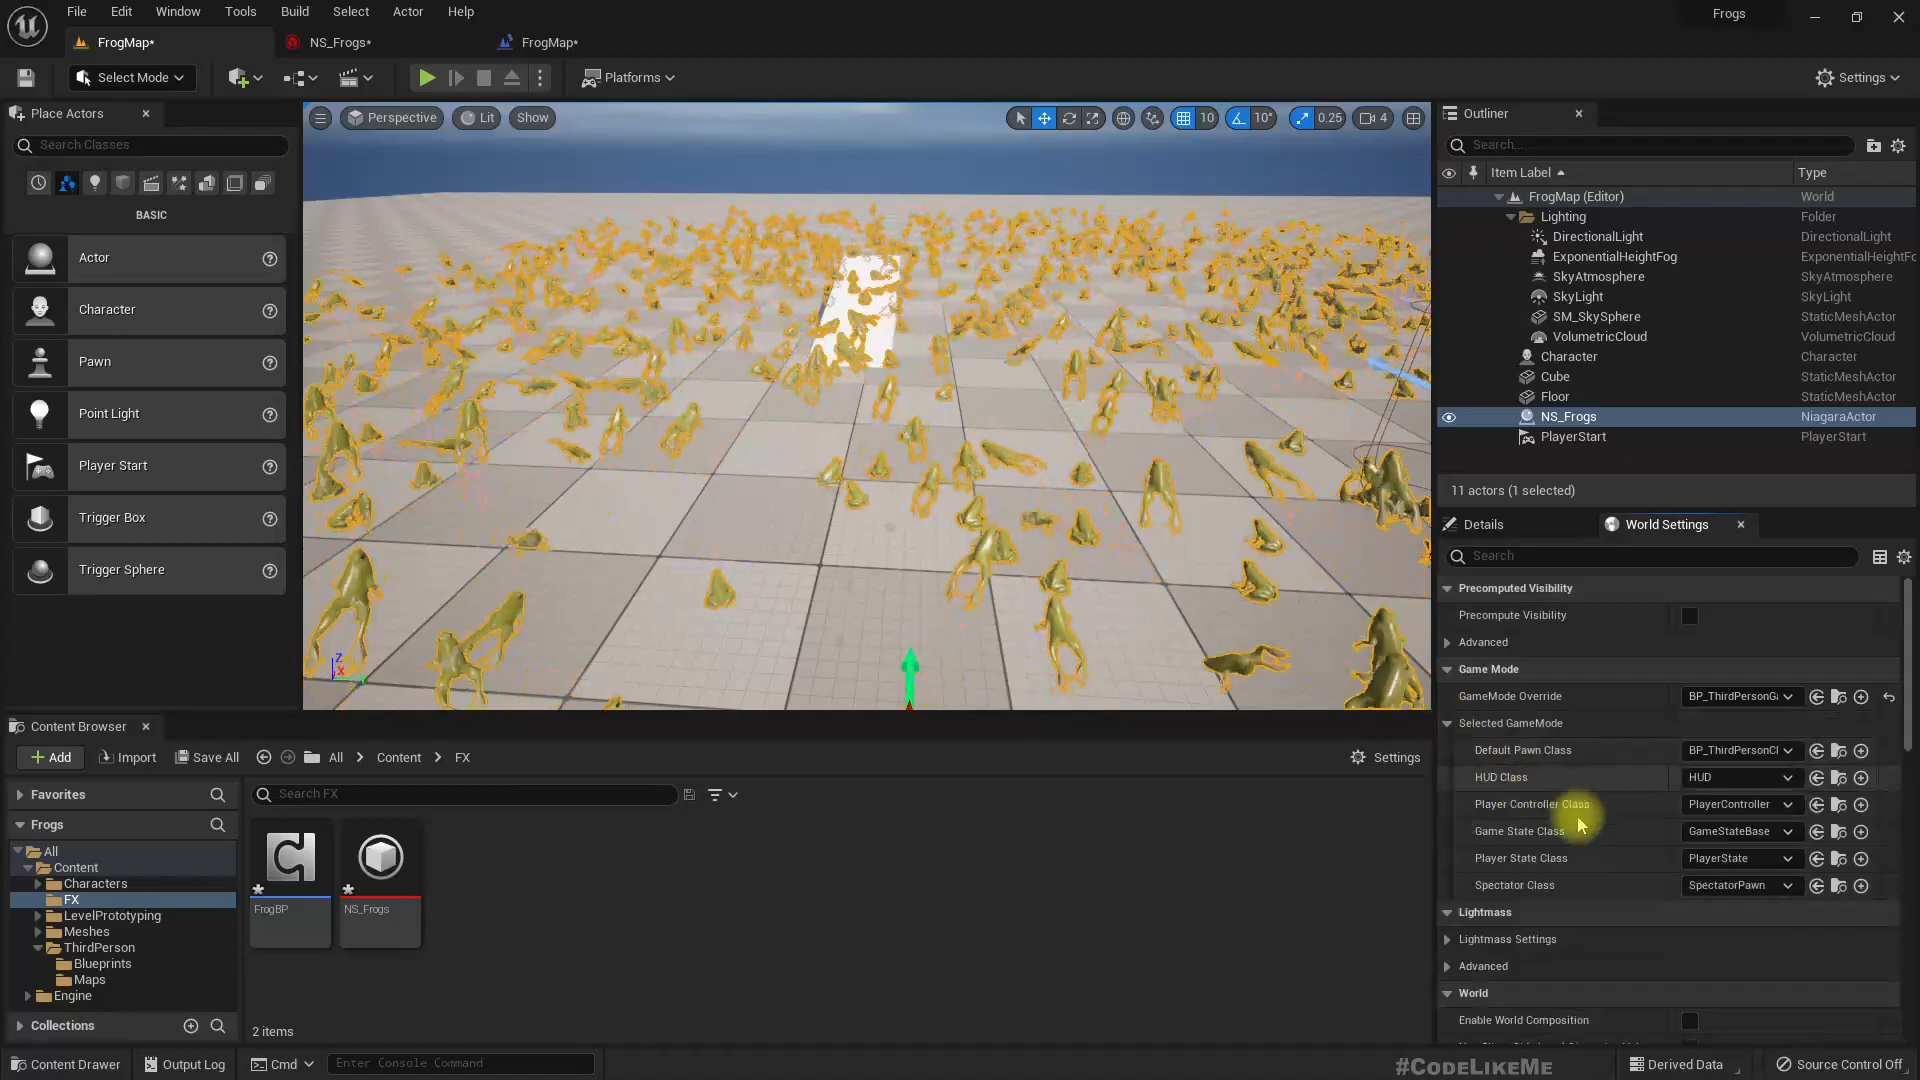 File Edit Window Tools Build Select Actor Help
Frogs
FrogMap*
NS_Frogs*
FrogMap*
Select Mode
Platforms
Settings
Place Actors
Search Classes
BASIC
Actor
Character
Pawn
Point Light
Player Start
Trigger Box
Trigger Sphere
Perspective
Lit
Show
10
10°
0.25
4
Z
X
Outliner
Search...
Item Label
Type
FrogMap (Editor) World
Lighting Folder
DirectionalLight DirectionalLight
ExponentialHeightFog ExponentialHeightFo
SkyAtmosphere SkyAtmosphere
SkyLight SkyLight
SM_SkySphere StaticMeshActor
VolumetricCloud VolumetricCloud
Character Character
Cube StaticMeshActor
Floor StaticMeshActor
NS_Frogs NiagaraActor
PlayerStart PlayerStart
11 actors (1 selected)
Details
World Settings
Search
Precomputed Visibility
Precompute Visibility
Advanced
Game Mode
GameMode Override BP_ThirdPersonGa
Selected GameMode
Default Pawn Class BP_ThirdPersonCl
HUD Class HUD
Player Controller Class PlayerController
Game State Class GameStateBase
Player State Class PlayerState
Spectator Class SpectatorPawn
Lightmass
Lightmass Settings
Advanced
World
Enable World Composition
Content Browser
Add
Import
Save All
All
Content
FX
Settings
Favorites
Frogs
All
Content
Characters
FX
LevelPrototyping
Meshes
ThirdPerson
Blueprints
Maps
Engine
Collections
Search FX
FrogBP
NS_Frogs
2 items
Content Drawer
Output Log
Cmd
Enter Console Command
#CodeLikeMe
Derived Data
Source Control Off